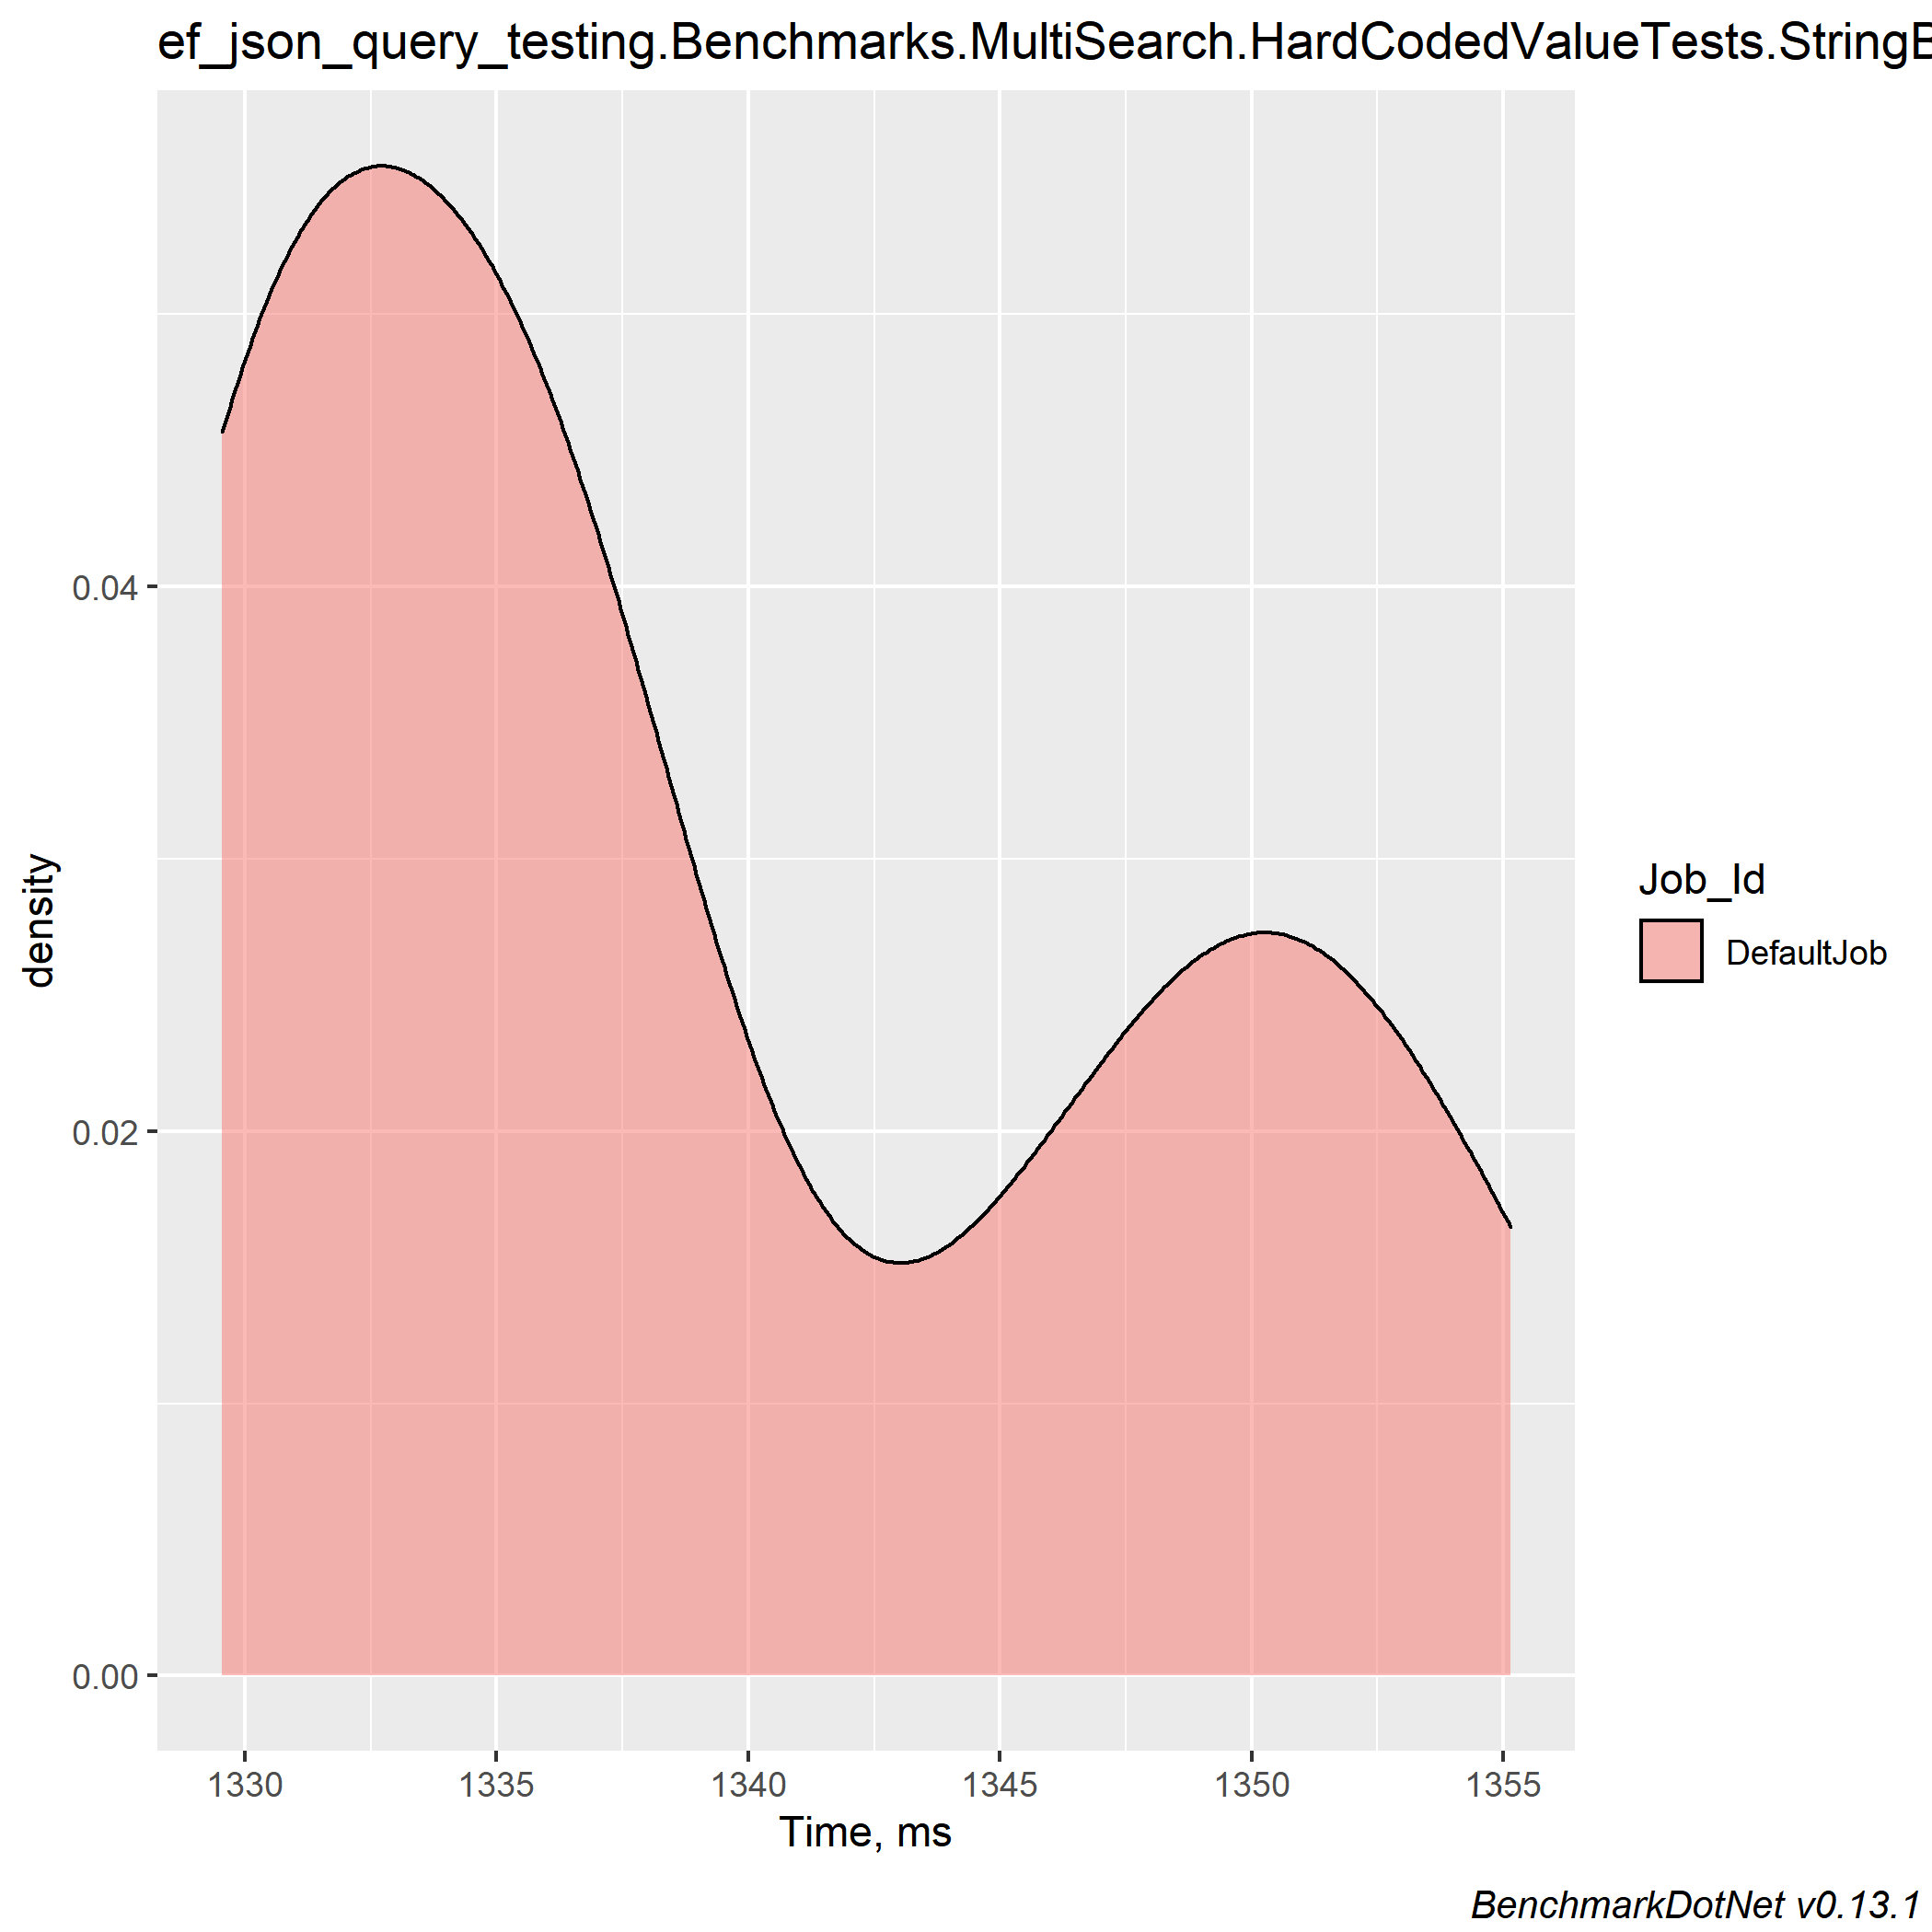 ef_json_query_testing.Benchmarks.MultiSearch.HardCodedValueTests.StringB
density
0.04
0.02
0.00
1330 1335 1340 1345 1350 1355
Time, ms
Job_Id
DefaultJob
BenchmarkDotNet v0.13.1